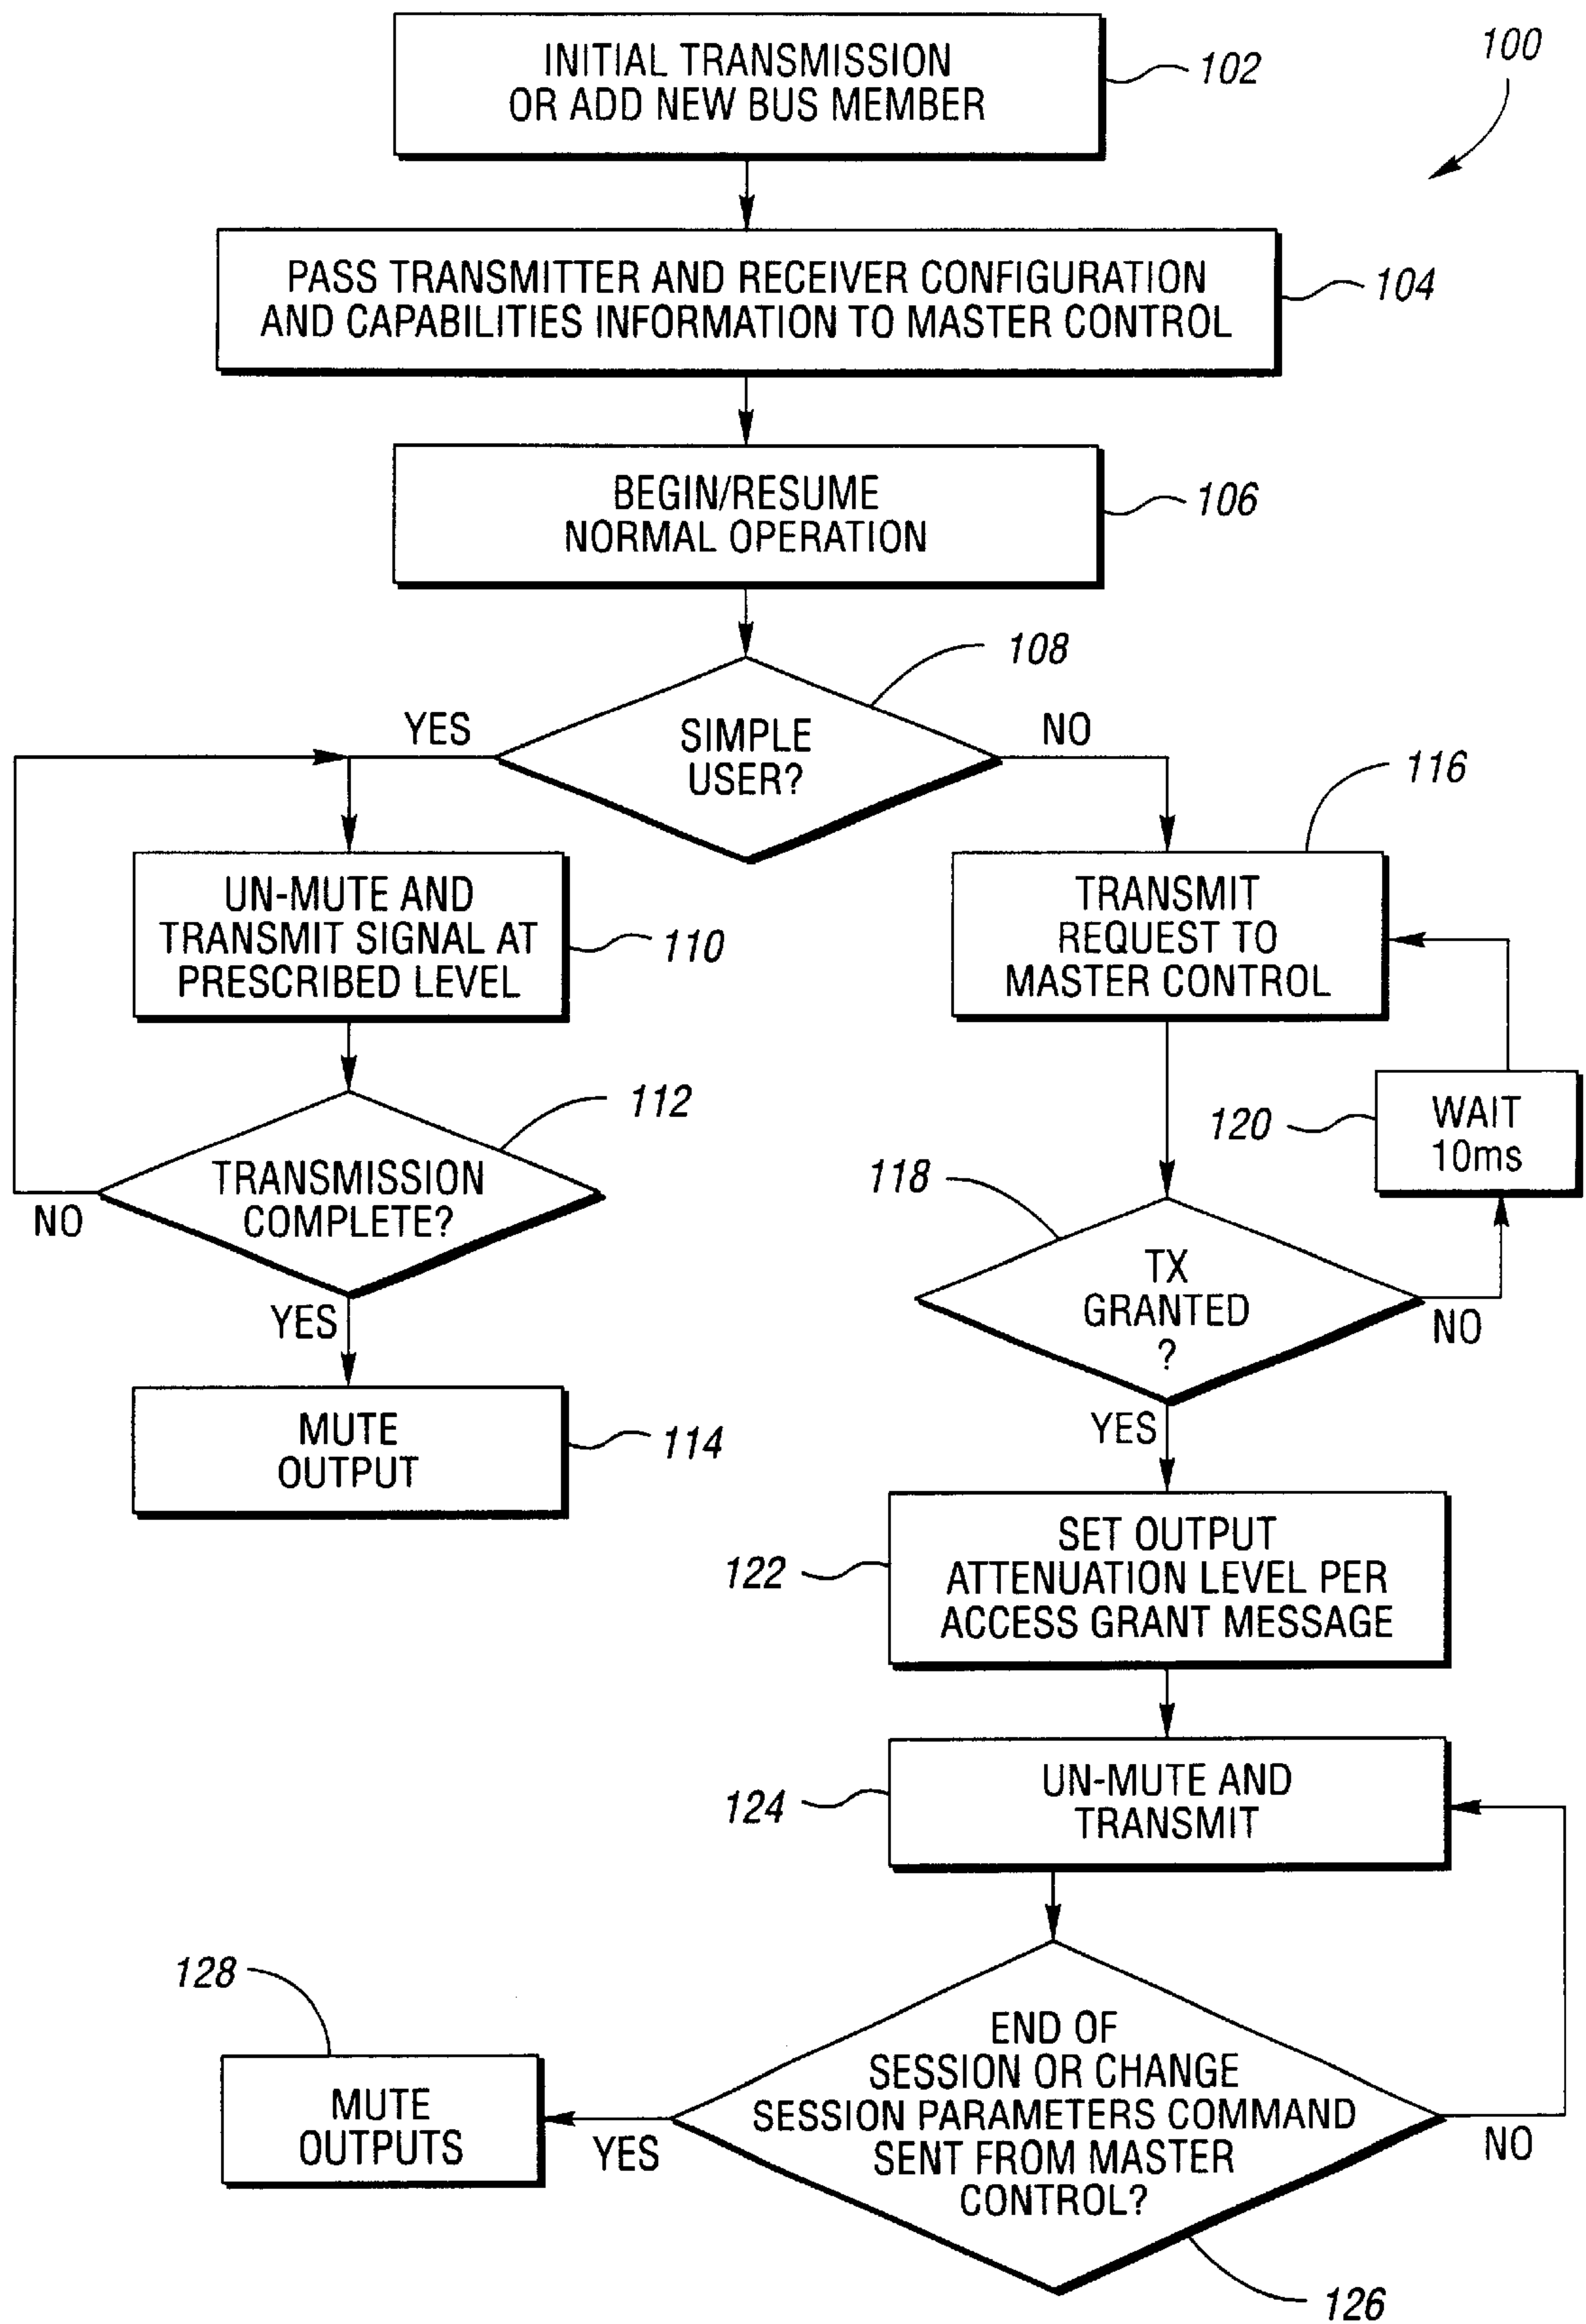 INITIAL TRANSMISSION
OR ADD NEW BUS MEMBER
102
100
PASS TRANSMITTER AND RECEIVER CONFIGURATION
AND CAPABILITIES INFORMATION TO MASTER CONTROL
104
BEGIN/RESUME
NORMAL OPERATION
106
108
SIMPLE
USER?
YES
NO
116
UN-MUTE AND
TRANSMIT SIGNAL AT
PRESCRIBED LEVEL
110
TRANSMIT
REQUEST TO
MASTER CONTROL
112
TRANSMISSION
COMPLETE?
NO
YES
120
WAIT
10ms
118
TX
GRANTED
?
NO
YES
MUTE
OUTPUT
114
SET OUTPUT
ATTENUATION LEVEL PER
ACCESS GRANT MESSAGE
122
UN-MUTE AND
TRANSMIT
124
128
MUTE
OUTPUTS
YES
END OF
SESSION OR CHANGE
SESSION PARAMETERS COMMAND
SENT FROM MASTER
CONTROL?
NO
126